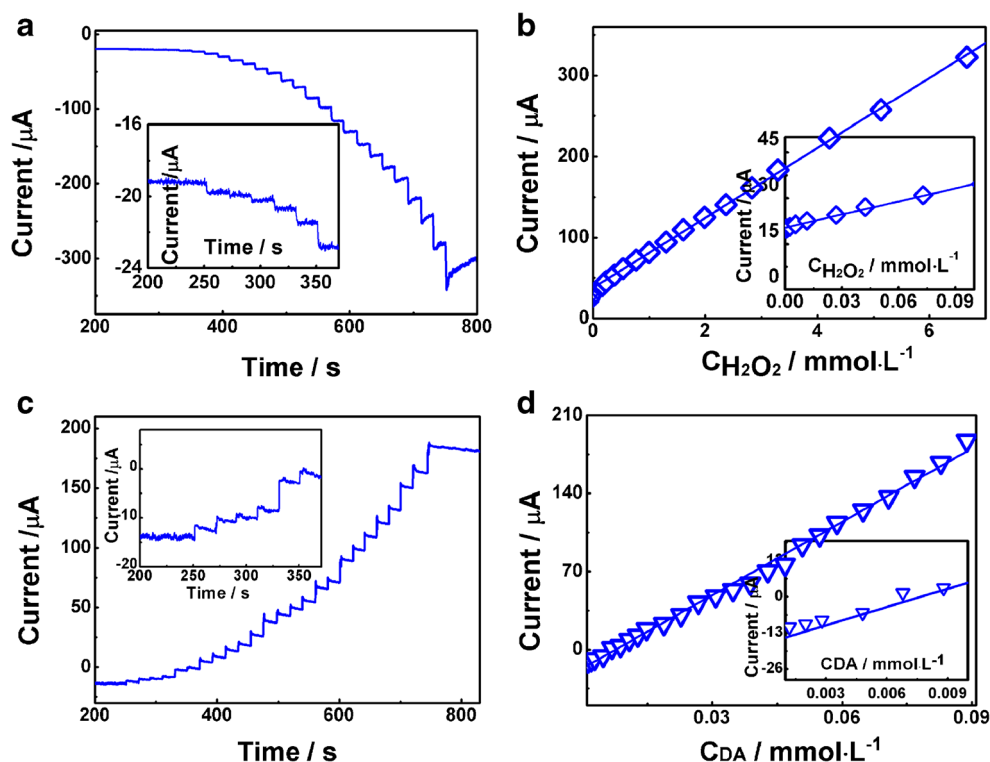 a
0
-100
-200
-300
Current /μA
200 400 600 800
Time / s
-16
-20
-24
Current /μA
Time / s
200 250 300 350
b
350
250
150
50
0
Current / μA
0 2 4 6
CH2O2 / mmol·L-1
45
30
15
0
Current / μA
CH2O2 / mmol·L-1
0.00 0.03 0.06 0.09
c
200
150
100
50
0
Current /μA
200 400 600 800
Time / s
0
-10
-20
Current /μA
200 250 300 350
Time / s
d
210
140
70
0
Current / μA
0.03 0.06 0.09
CDA / mmol·L-1
0
-13
-26
Current / μA
CDA / mmol·L-1
0.003 0.006 0.009